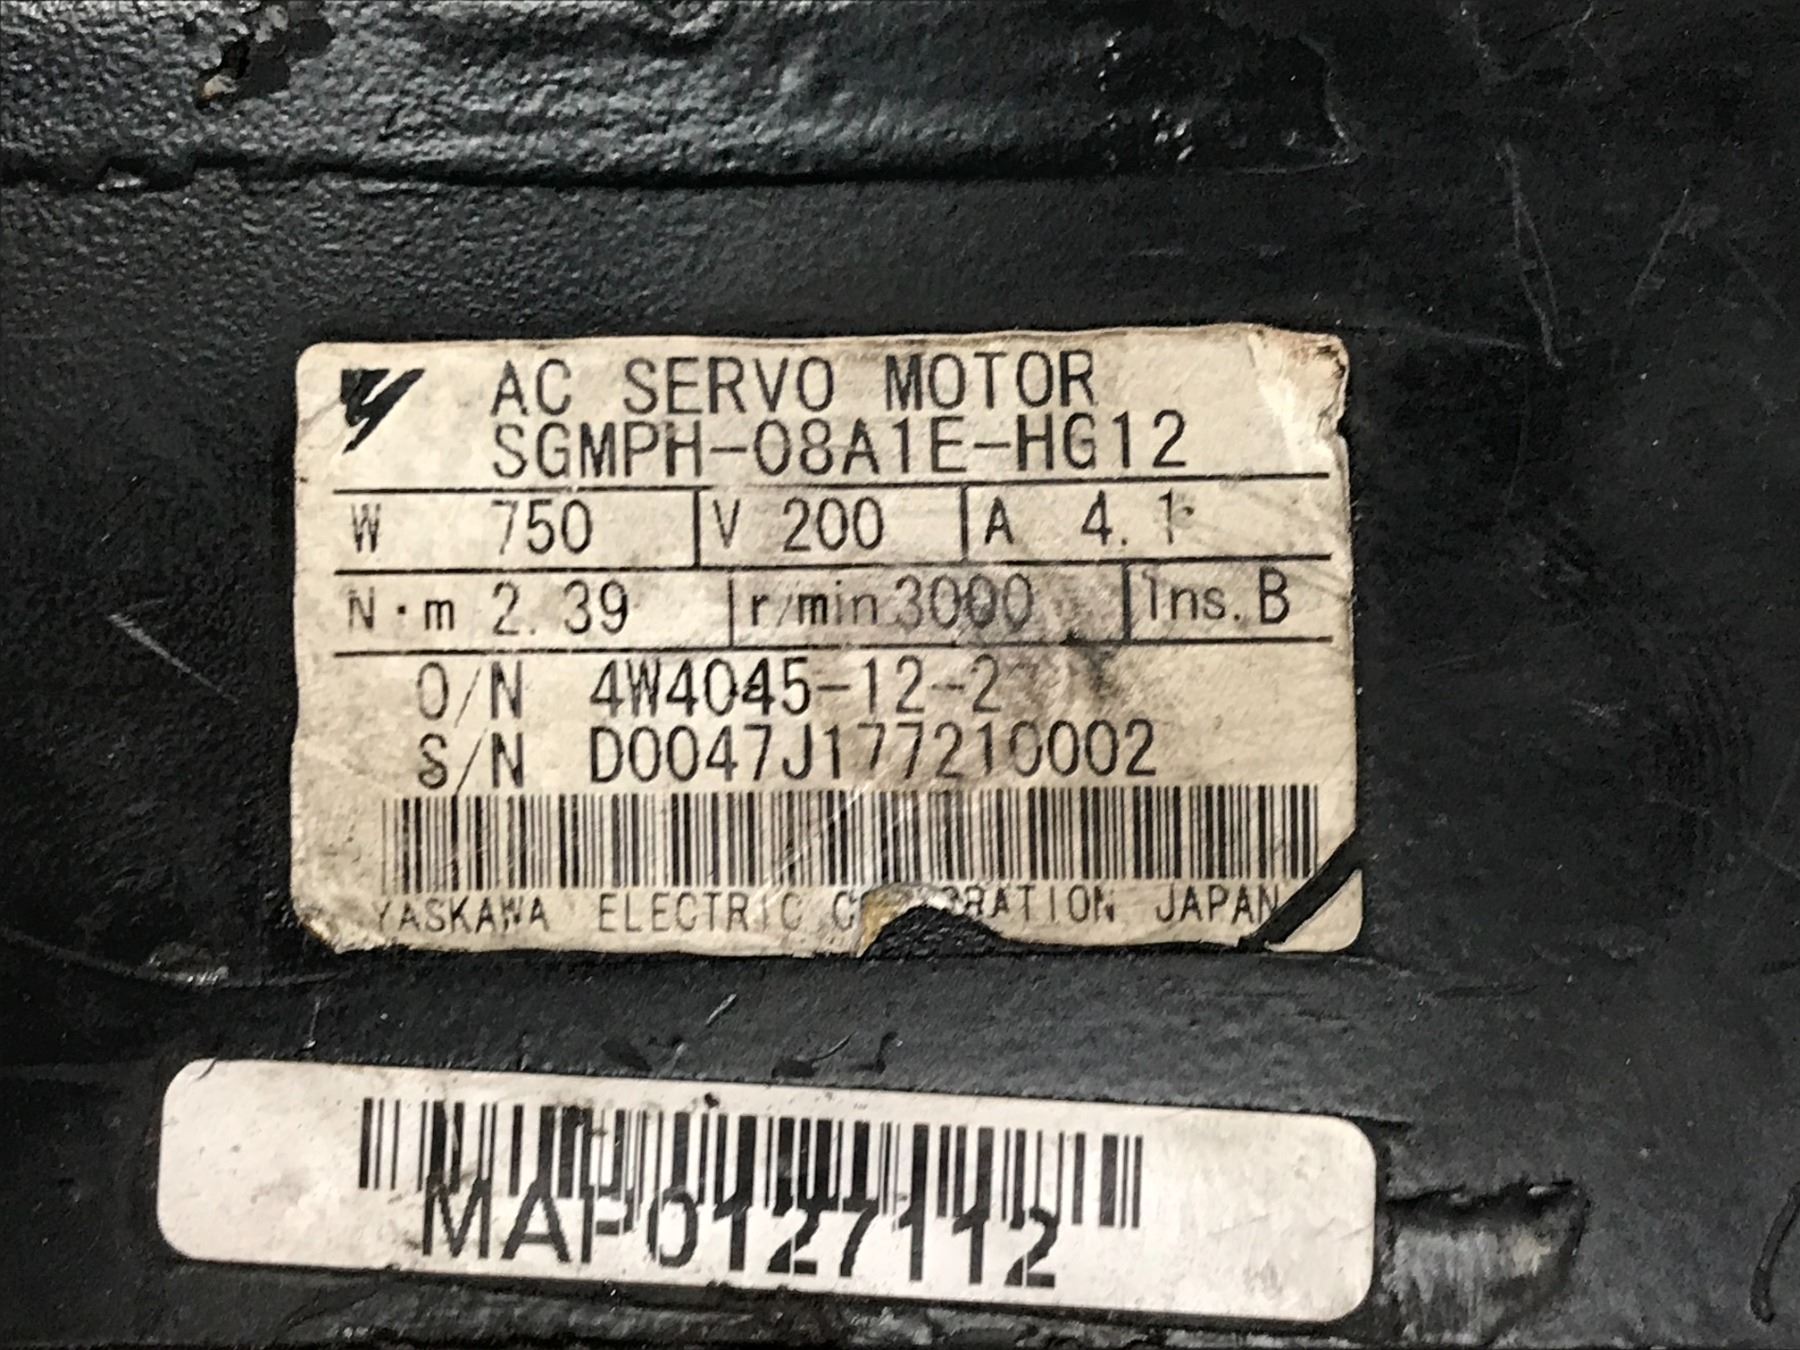 AC SERVO MOTOR
SGMPH-08A1E-HG12
W 750 V 200 A 4.1
N·m 2.39 r/min 3000 Ins. B
O/N 4W4045-12-2
S/N D0047J177210002
YASKAWA ELECTRIC JAPAN